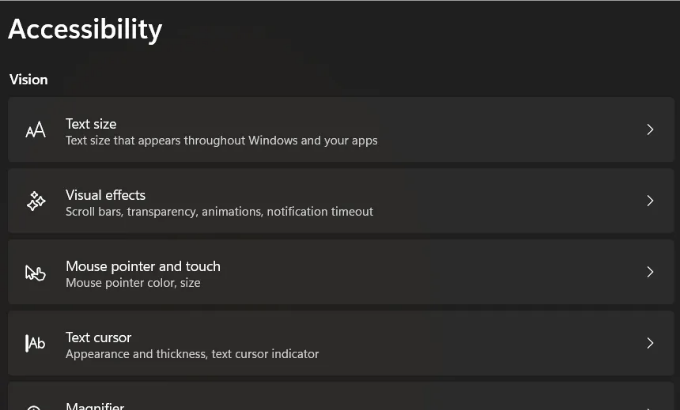 Accessibility
Vision
AA
Text size
Text size that appears throughout Windows and your apps
Visual effects
Scroll bars, transparency, animations, notification timeout
Mouse pointer and touch
Mouse pointer color, size
Ab
Text cursor
Appearance and thickness, text cursor indicator
Magnifier